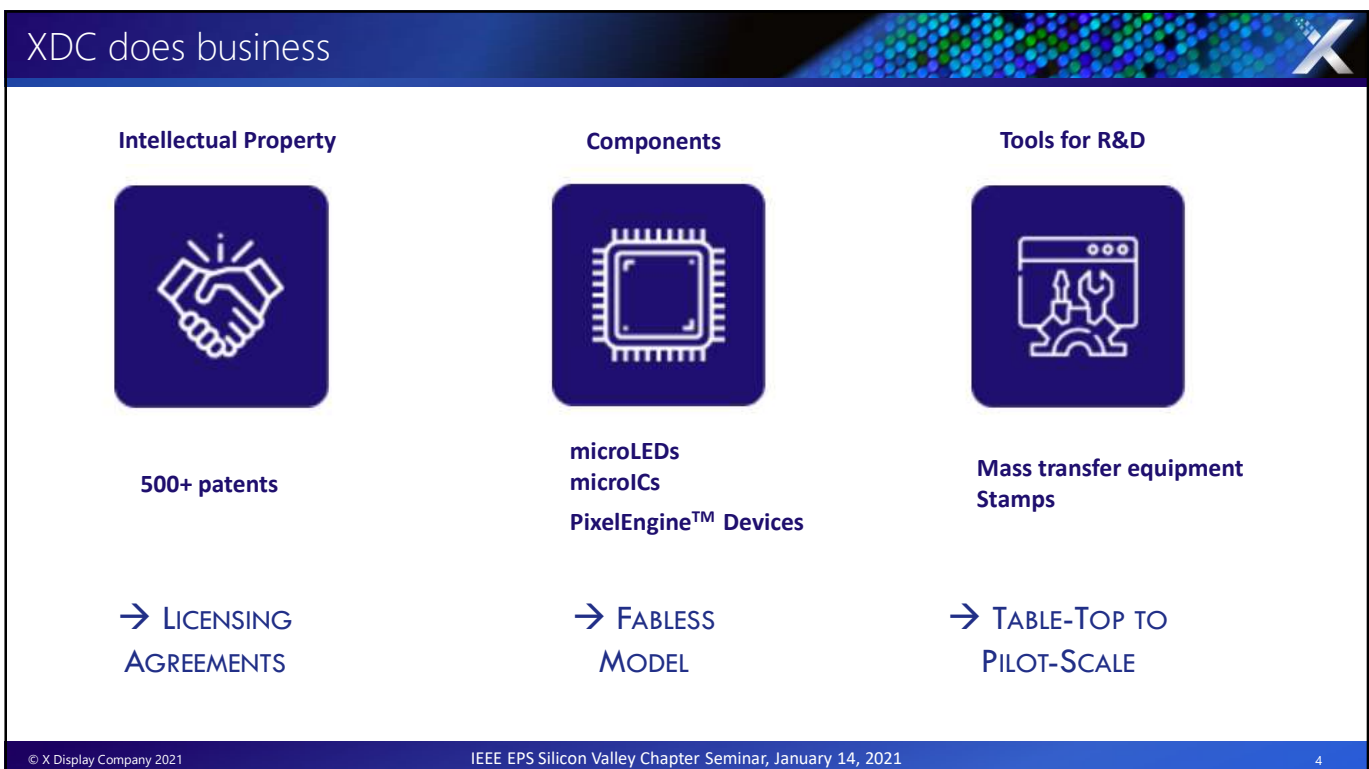 XDC does business
Intellectual Property
500+ patents
→ LICENSING
AGREEMENTS
Components
microLEDs
microICs
PixelEngine™ Devices
→ FABLESS
MODEL
Tools for R&D
Mass transfer equipment
Stamps
→ TABLE-TOP TO
PILOT-SCALE
© X Display Company 2021
IEEE EPS Silicon Valley Chapter Seminar, January 14, 2021
4